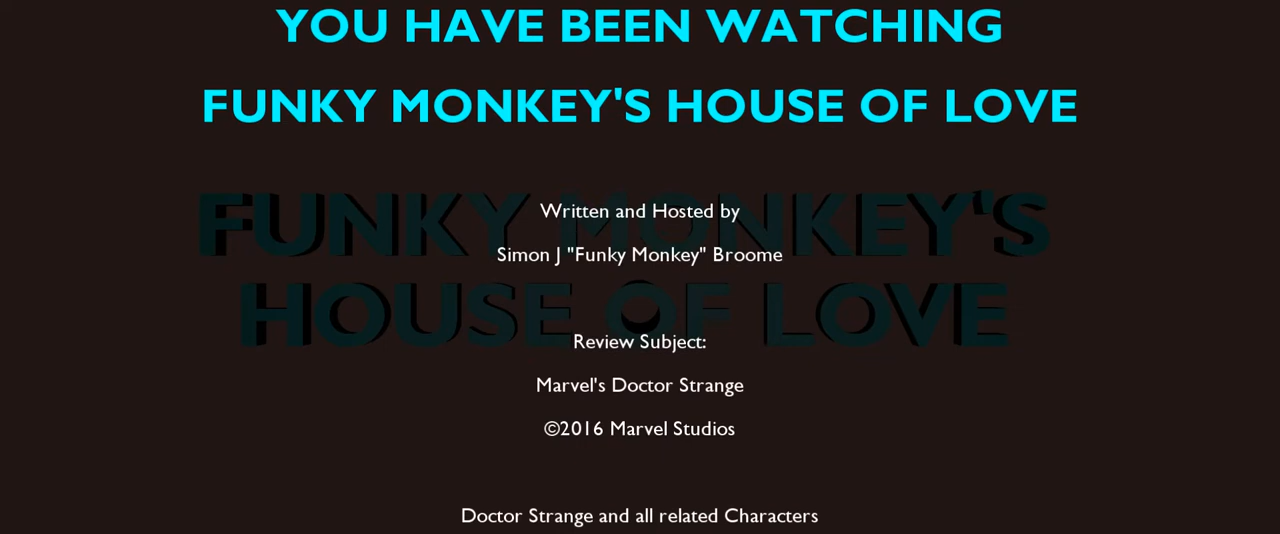 YOU HAVE BEEN WATCHING
FUNKY MONKEY'S HOUSE OF LOVE
FUNKY MONKEY'S
Written and Hosted by
Simon J "Funky Monkey" Broome
HOUSE OF LOVE
Review Subject:
Marvel's Doctor Strange
©2016 Marvel Studios
Doctor Strange and all related Characters